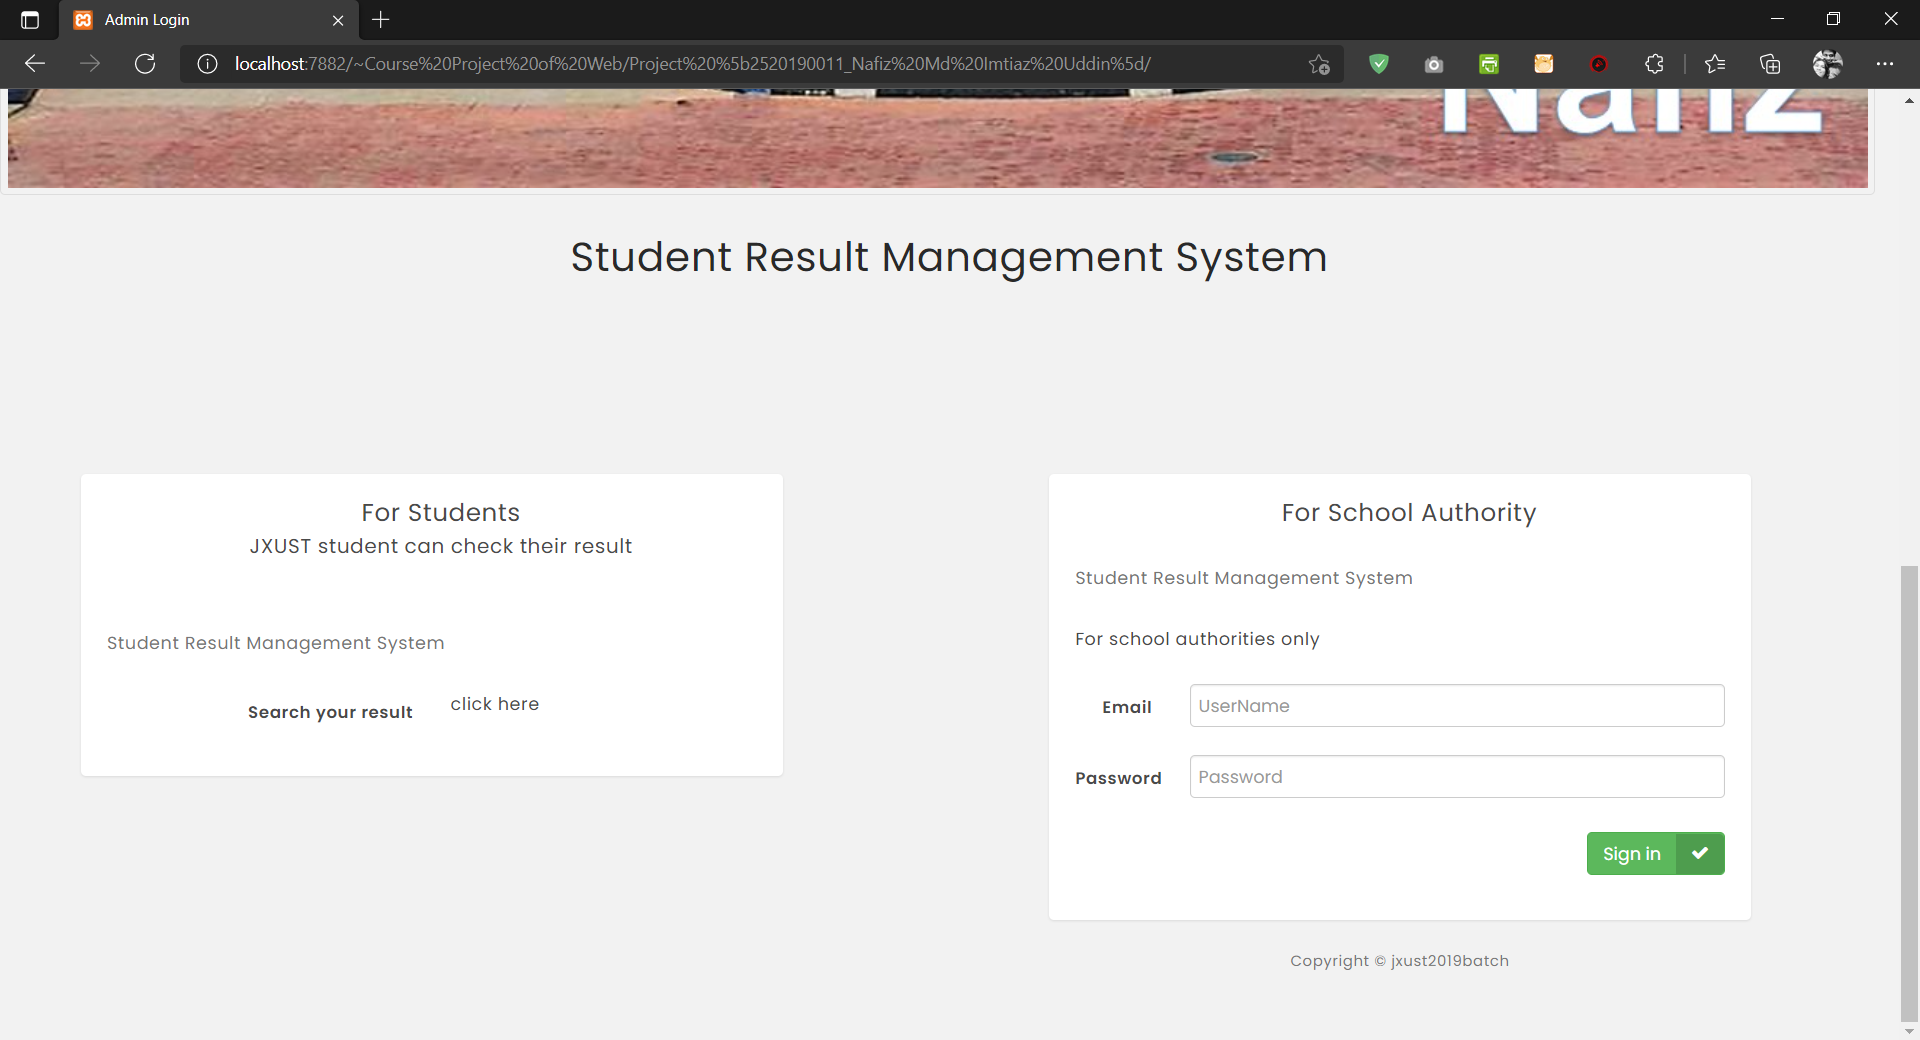 Admin Login
localhost:7882/~Course%20Project%20of%20Web/Project%20%5b2520190011_Nafiz%20Md%20Imtiaz%20Uddin%5d/
Nafiz
Student Result Management System
For Students
JXUST student can check their result
Student Result Management System
Search your result click here
For School Authority
Student Result Management System
For school authorities only
Email UserName
Password Password
Sign in
Copyright © jxust2019batch